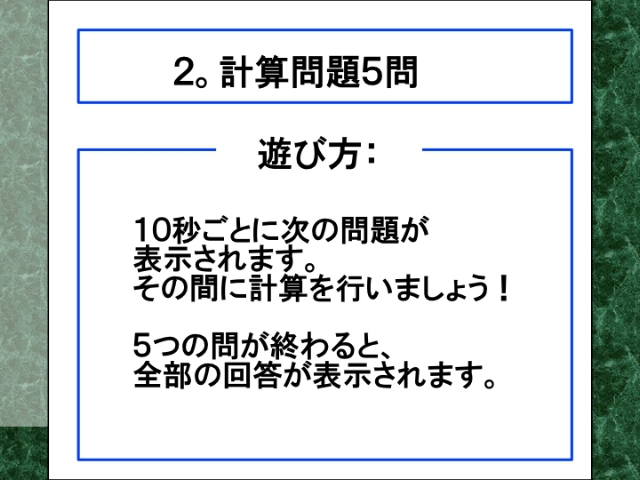 2。計算問題5問
遊び方：
10秒ごとに次の問題が
表示されます。
その間に計算を行いましょう！
5つの問が終わると、
全部の回答が表示されます。